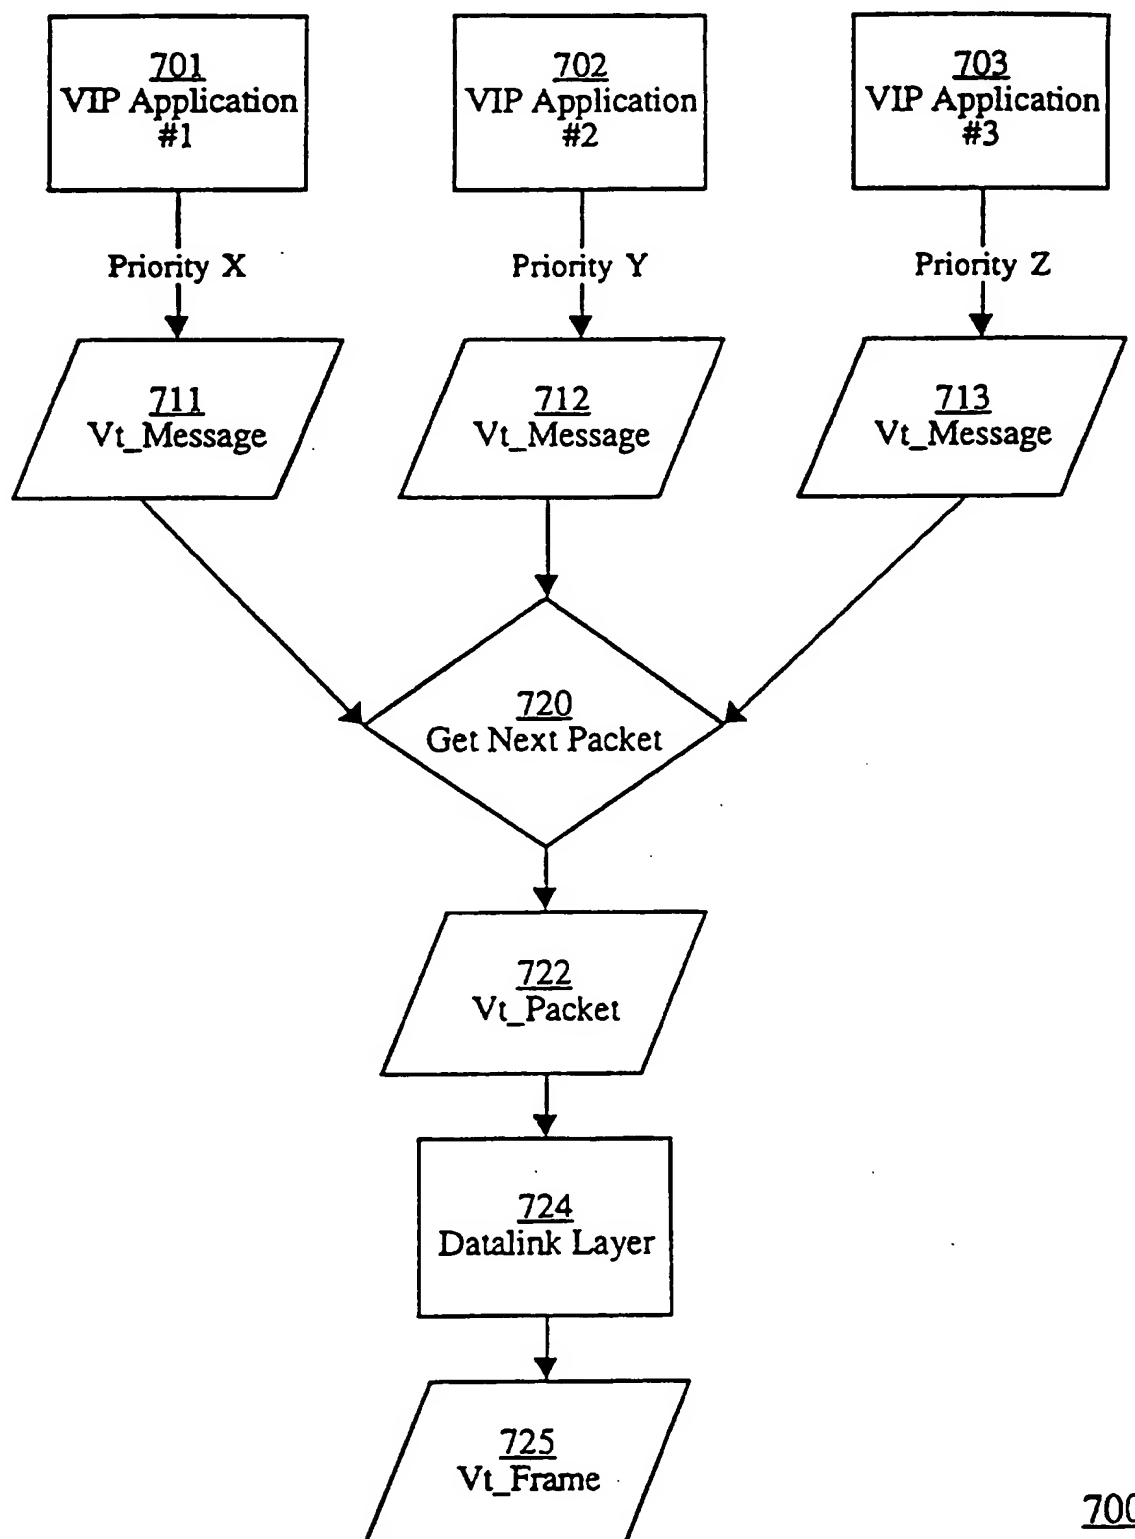 701
VIP Application
#1
702
VIP Application
#2
703
VIP Application
#3
Priority X
Priority Y
Priority Z
711
Vt_Message
712
Vt_Message
713
Vt_Message
720
Get Next Packet
722
Vt_Packet
724
Datalink Layer
725
Vt_Frame
700